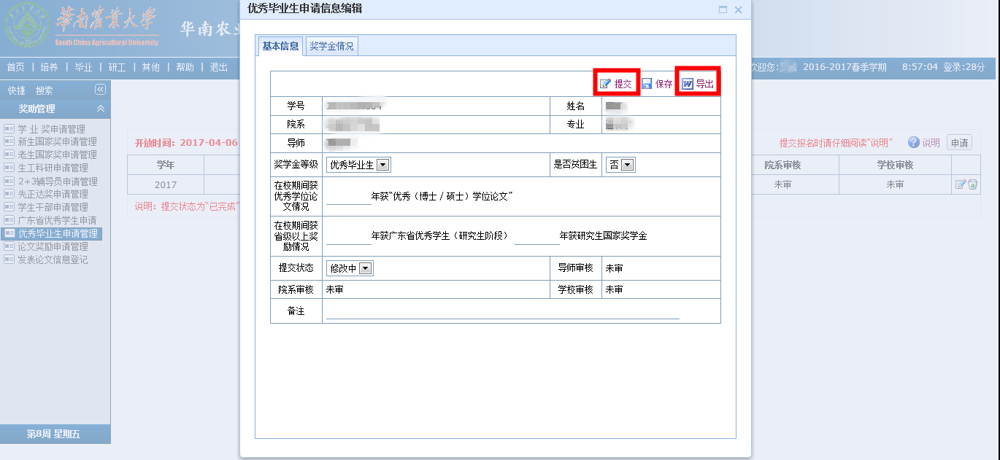 优秀毕业生申请信息编辑
华南农业大学
South China Agricultural University
华南农业
首页 | 培养 | 毕业 | 研工 | 其他 | 帮助 | 退出
2016-2017春季学期 8:57:04 登录:28分
快捷 搜索
奖助管理
学 业 奖申请管理
新生国家奖申请管理
老生国家奖申请管理
生工科研申请管理
2+3辅导员申请管理
先正达奖申请管理
学生干部申请管理
广东省优秀学生申请
优秀毕业生申请管理
论文奖励申请管理
发表论文信息登记
第8周 星期五
开放时间: 2017-04-06
提交报名时请仔细阅读“说明” 说明 申请
学年 院系审核 学校审核
2017 未审 未审
说明: 提交状态为“已完成”
基本信息 奖学金情况
提交 保存 导出
学号 姓名
院系 专业
导师
奖学金等级 优秀毕业生 是否贫困生 否
在校期间获
优秀学位论
文情况
年获“优秀（博士／硕士）学位论文”
在校期间获
省级以上奖
励情况
年获广东省优秀学生（研究生阶段） 年获研究生国家奖学金
提交状态 修改中 导师审核 未审
院系审核 未审 学校审核 未审
备注